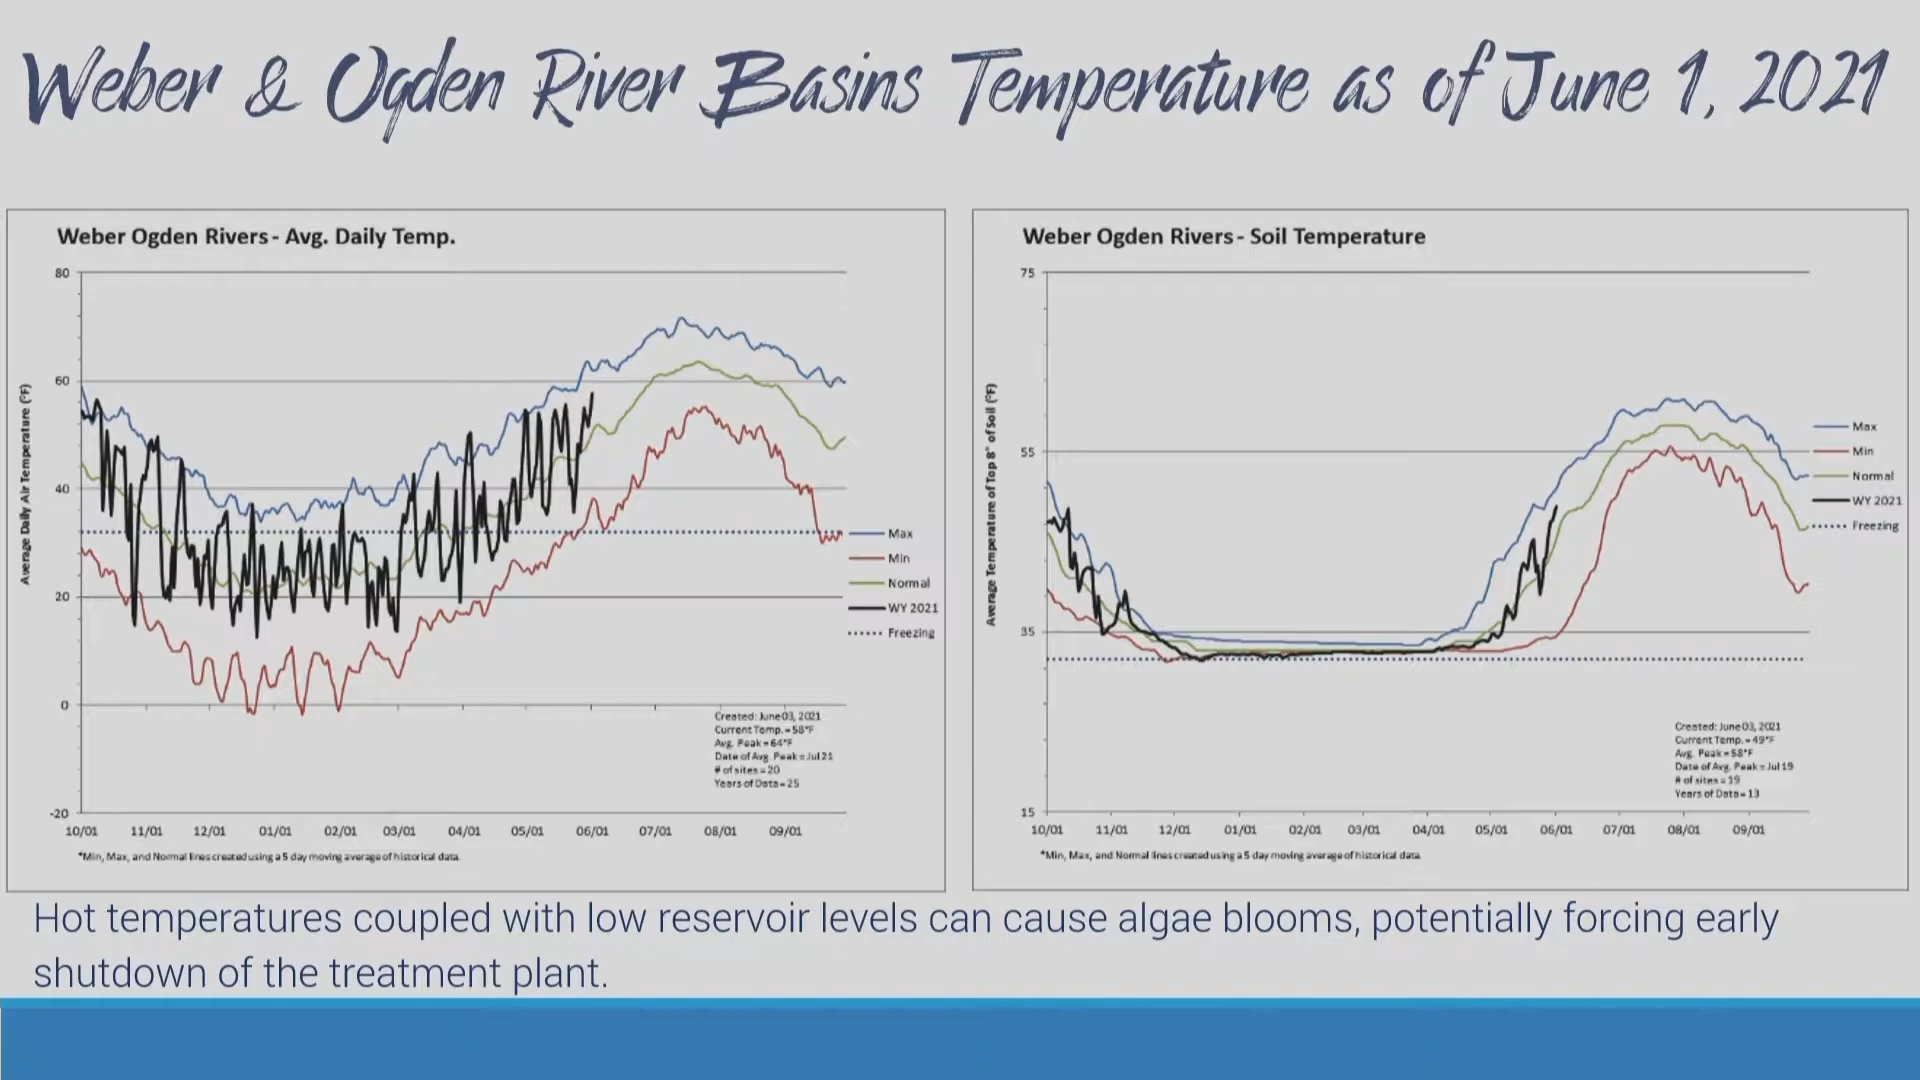 Weber & Ogden River Basins Temperature as of June 1, 2021
Weber Ogden Rivers - Avg. Daily Temp.
Average Daily Air Temperature (°F)
80
60
40
20
0
-20
10/01 11/01 12/01 01/01 02/01 03/01 04/01 05/01 06/01 07/01 08/01 09/01
Max
Min
Normal
WY 2021
Freezing
Created: June 03, 2021
Current Temp. = 58°F
Avg. Peak = 64°F
Date of Avg. Peak = Jul 21
# of sites = 20
Years of Data = 25
*Min, Max, and Normal lines created using a 5 day moving average of historical data.
Weber Ogden Rivers - Soil Temperature
Average Temperature of Top 8" of Soil (°F)
75
55
35
15
10/01 11/01 12/01 01/01 02/01 03/01 04/01 05/01 06/01 07/01 08/01 09/01
Max
Min
Normal
WY 2021
Freezing
Created: June 03, 2021
Current Temp. = 49°F
Avg. Peak = 58°F
Date of Avg. Peak = Jul 19
# of sites = 19
Years of Data = 13
*Min, Max, and Normal lines created using a 5 day moving average of historical data.
Hot temperatures coupled with low reservoir levels can cause algae blooms, potentially forcing early
shutdown of the treatment plant.